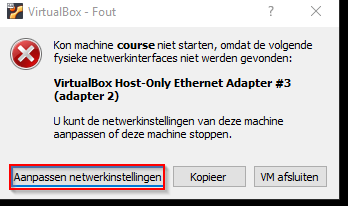 VirtualBox - Fout
Kon machine course niet starten, omdat de volgende
fysieke netwerkinterfaces niet werden gevonden:
VirtualBox Host-Only Ethernet Adapter #3
(adapter 2)
U kunt de netwerkinstellingen van deze machine
aanpassen of deze machine stoppen.
Aanpassen netwerkinstellingen Kopieer VM afsluiten